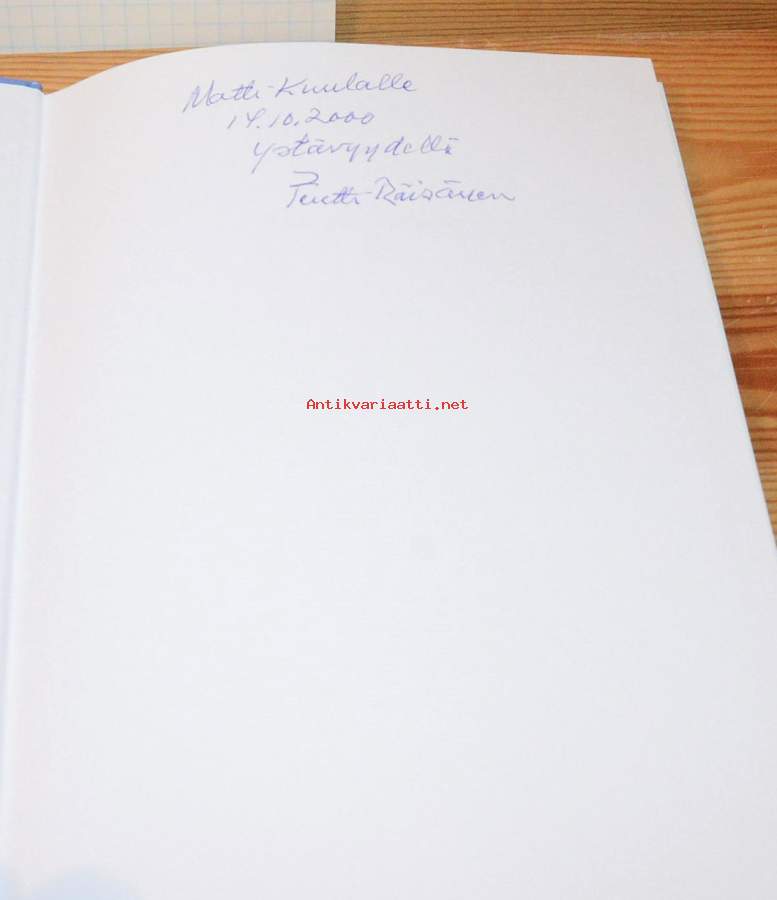 Matti Kuulalle
14.10.2000
ystävyydellä
Pentti Räisänen
Antikvariaatti.net